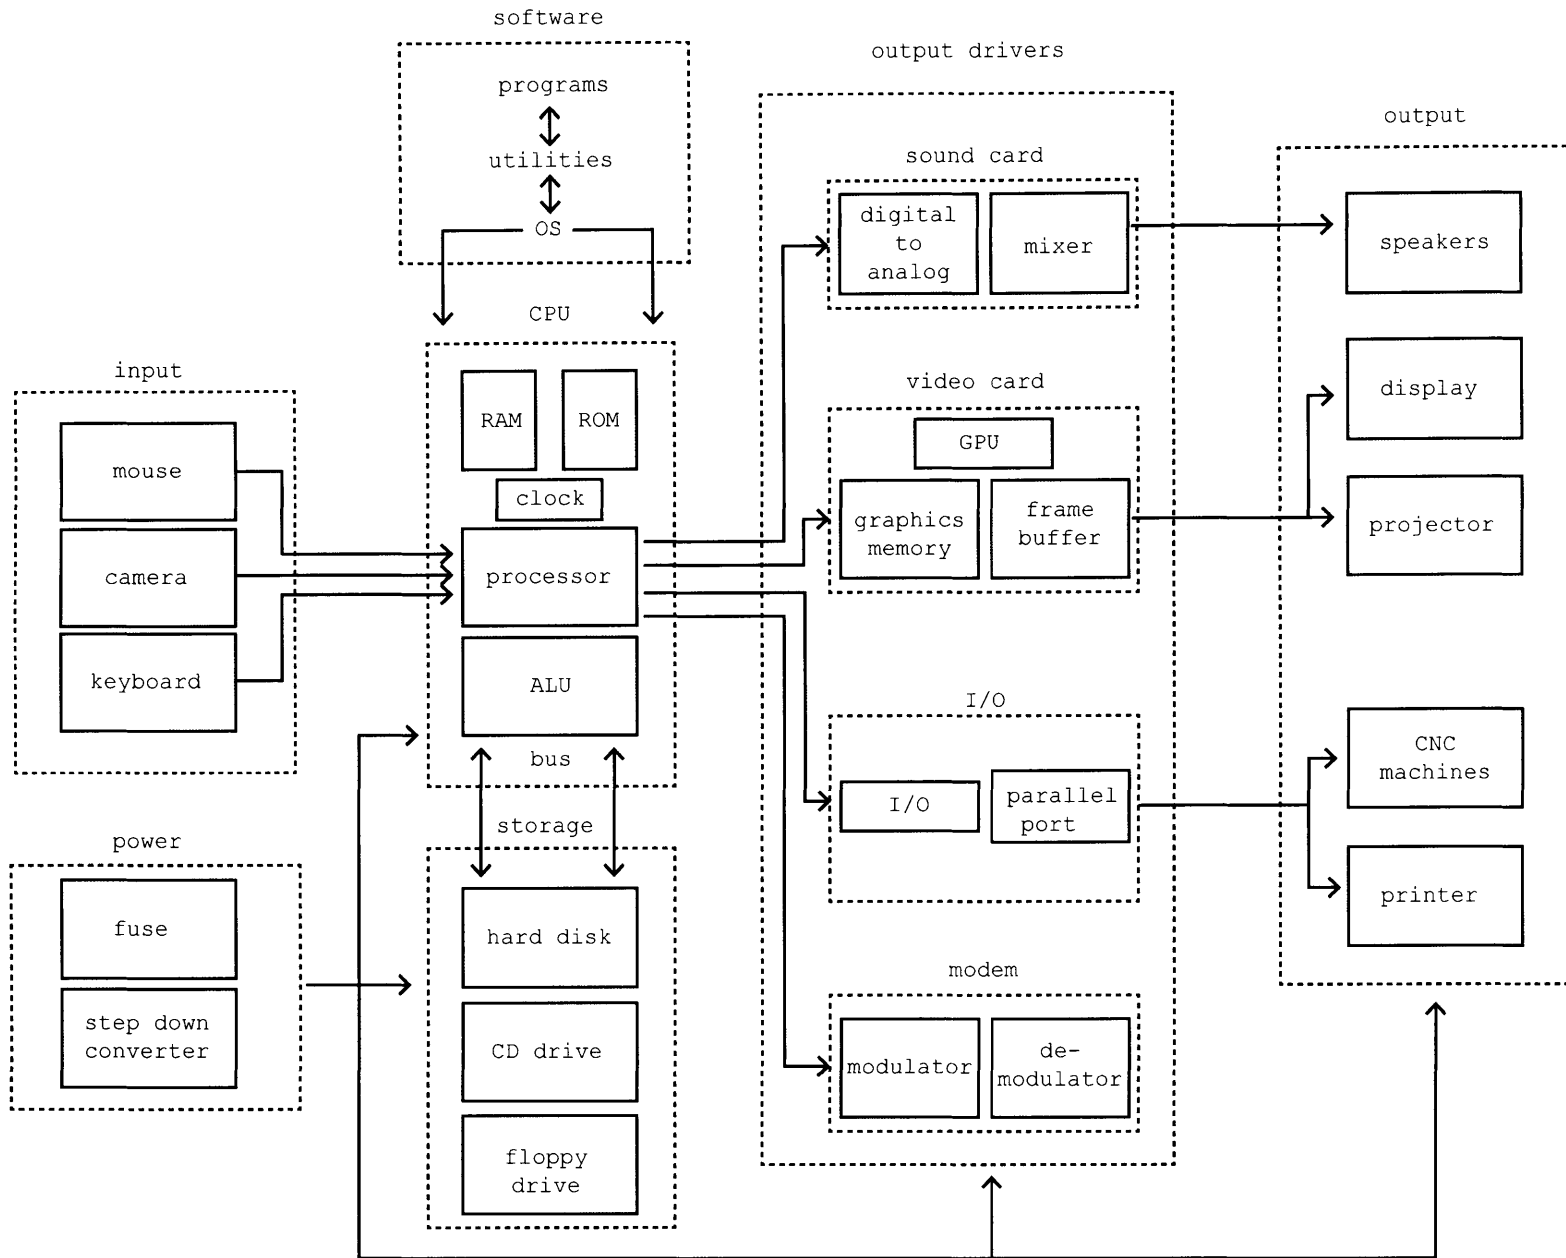 software
programs
utilities
OS
CPU
RAM
ROM
clock
processor
ALU
bus
input
mouse
camera
keyboard
power
fuse
step down
converter
storage
hard disk
CD drive
floppy
drive
output drivers
sound card
digital
to
analog
mixer
video card
GPU
graphics
memory
frame
buffer
I/O
I/O
parallel
port
modem
modulator
de-
modulator
output
speakers
display
projector
CNC
machines
printer